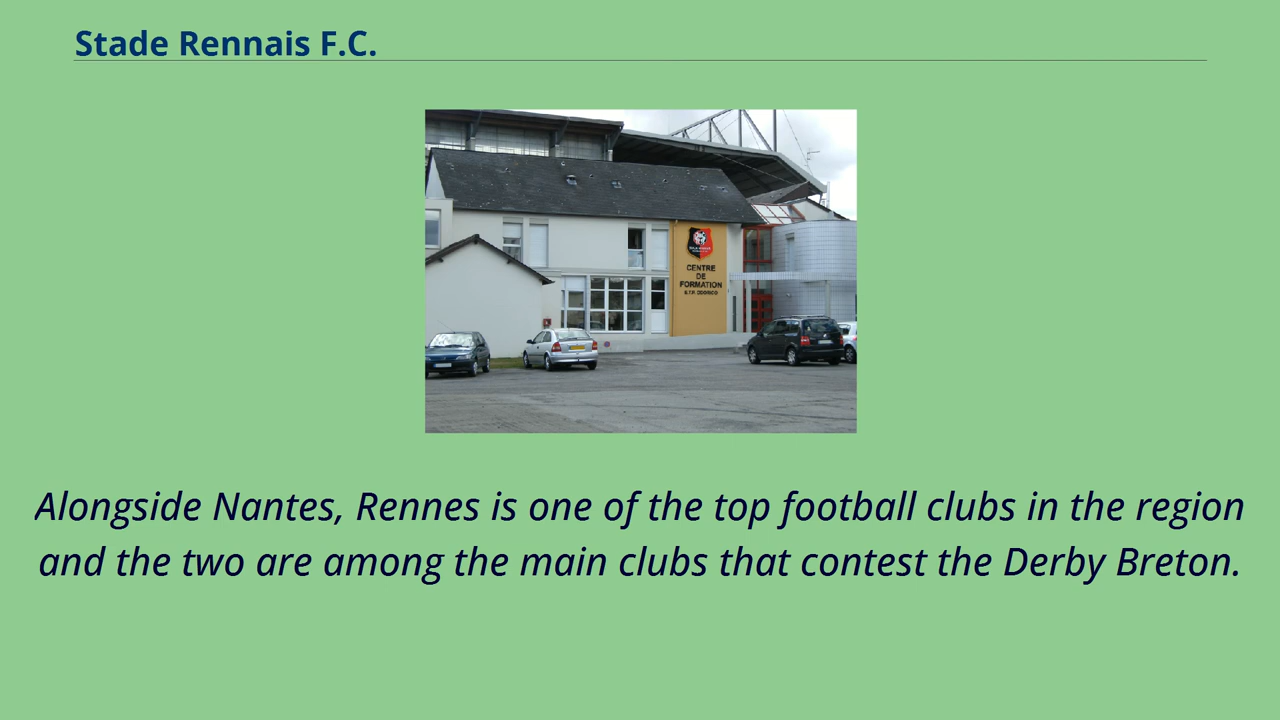 Stade Rennais F.C.
CENTRE
DE
FORMATION
Alongside Nantes, Rennes is one of the top football clubs in the region
and the two are among the main clubs that contest the Derby Breton.